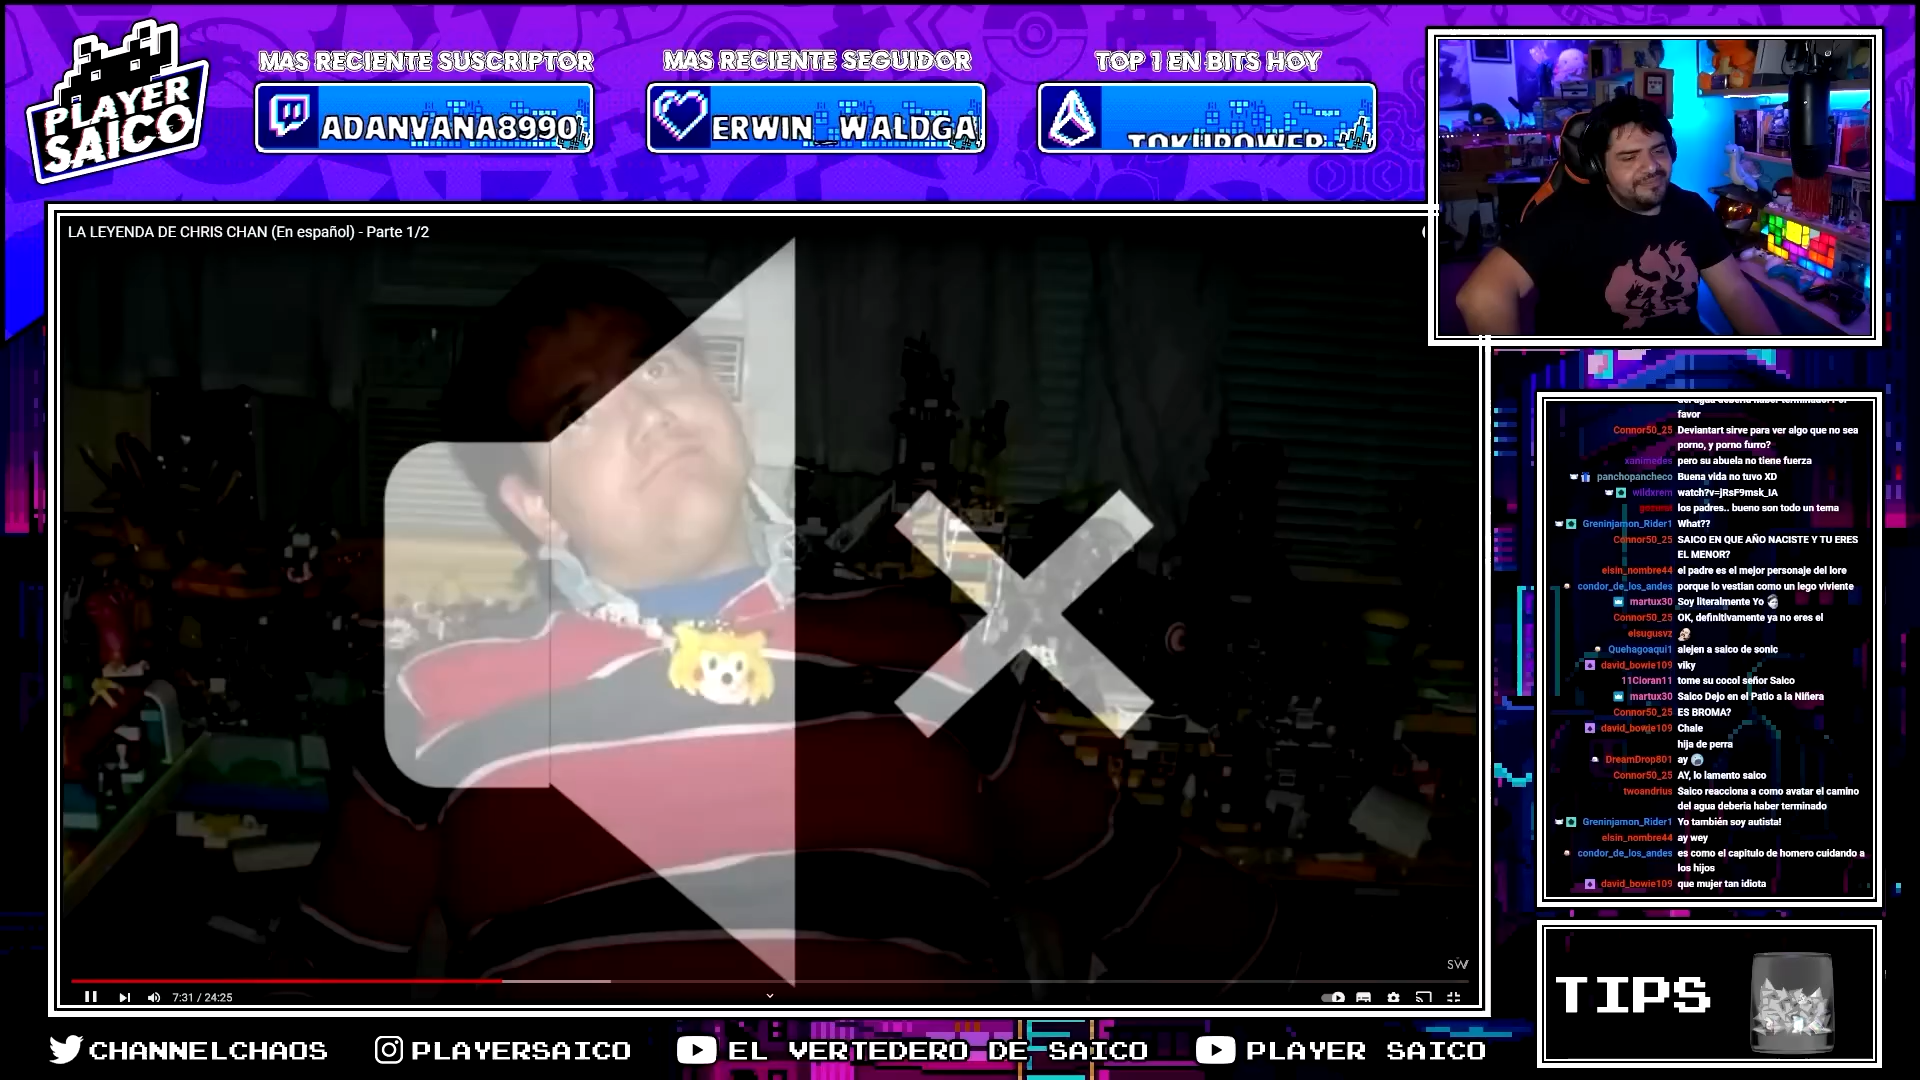 PLAYER
SAICO
MAS RECIENTE SUSCRIPTOR
ADANVANA8990
MAS RECIENTE SEGUIDOR
ERWIN_WALDGA
TOP 1 EN BITS HOY
TOKUPOWER
LA LEYENDA DE CHRIS CHAN (En español) - Parte 1/2
SW
7:31 / 24:25
favor
Connor50_25 Deviantart sirve para ver algo que no sea
porno, y porno furro?
xanimedes pero su abuela no tiene fuerza
panchopancheco Buena vida no tuvo XD
wildxrem watch?v=jRsF9msk_IA
los padres.. bueno son todo un tema
Greninjamon_Rider1 What??
Connor50_25 SAICO EN QUE AÑO NACISTE Y TU ERES
EL MENOR?
elsin_nombre44 el padre es el mejor personaje del lore
condor_de_los_andes porque lo vestian como un lego viviente
martux30 Soy literalmente Yo
Connor50_25 OK, definitivamente ya no eres el
elsugusvz
Quehagoaqui1 alejen a saico de sonic
david_bowie109 viky
11Cioran11 tome su cocol señor Saico
martux30 Saico Dejo en el Patio a la Niñera
Connor50_25 ES BROMA?
david_bowie109 Chale
hija de perra
DreamDrop801 ay
Connor50_25 AY, lo lamento saico
twoandrius Saico reacciona a como avatar el camino
del agua deberia haber terminado
Greninjamon_Rider1 Yo también soy autista!
elsin_nombre44 ay wey
condor_de_los_andes es como el capitulo de homero cuidando a
los hijos
david_bowie109 que mujer tan idiota
TIPS
CHANNELCHAOS
PLAYERSAICO
EL VERTEDERO DE SAICO
PLAYER SAICO